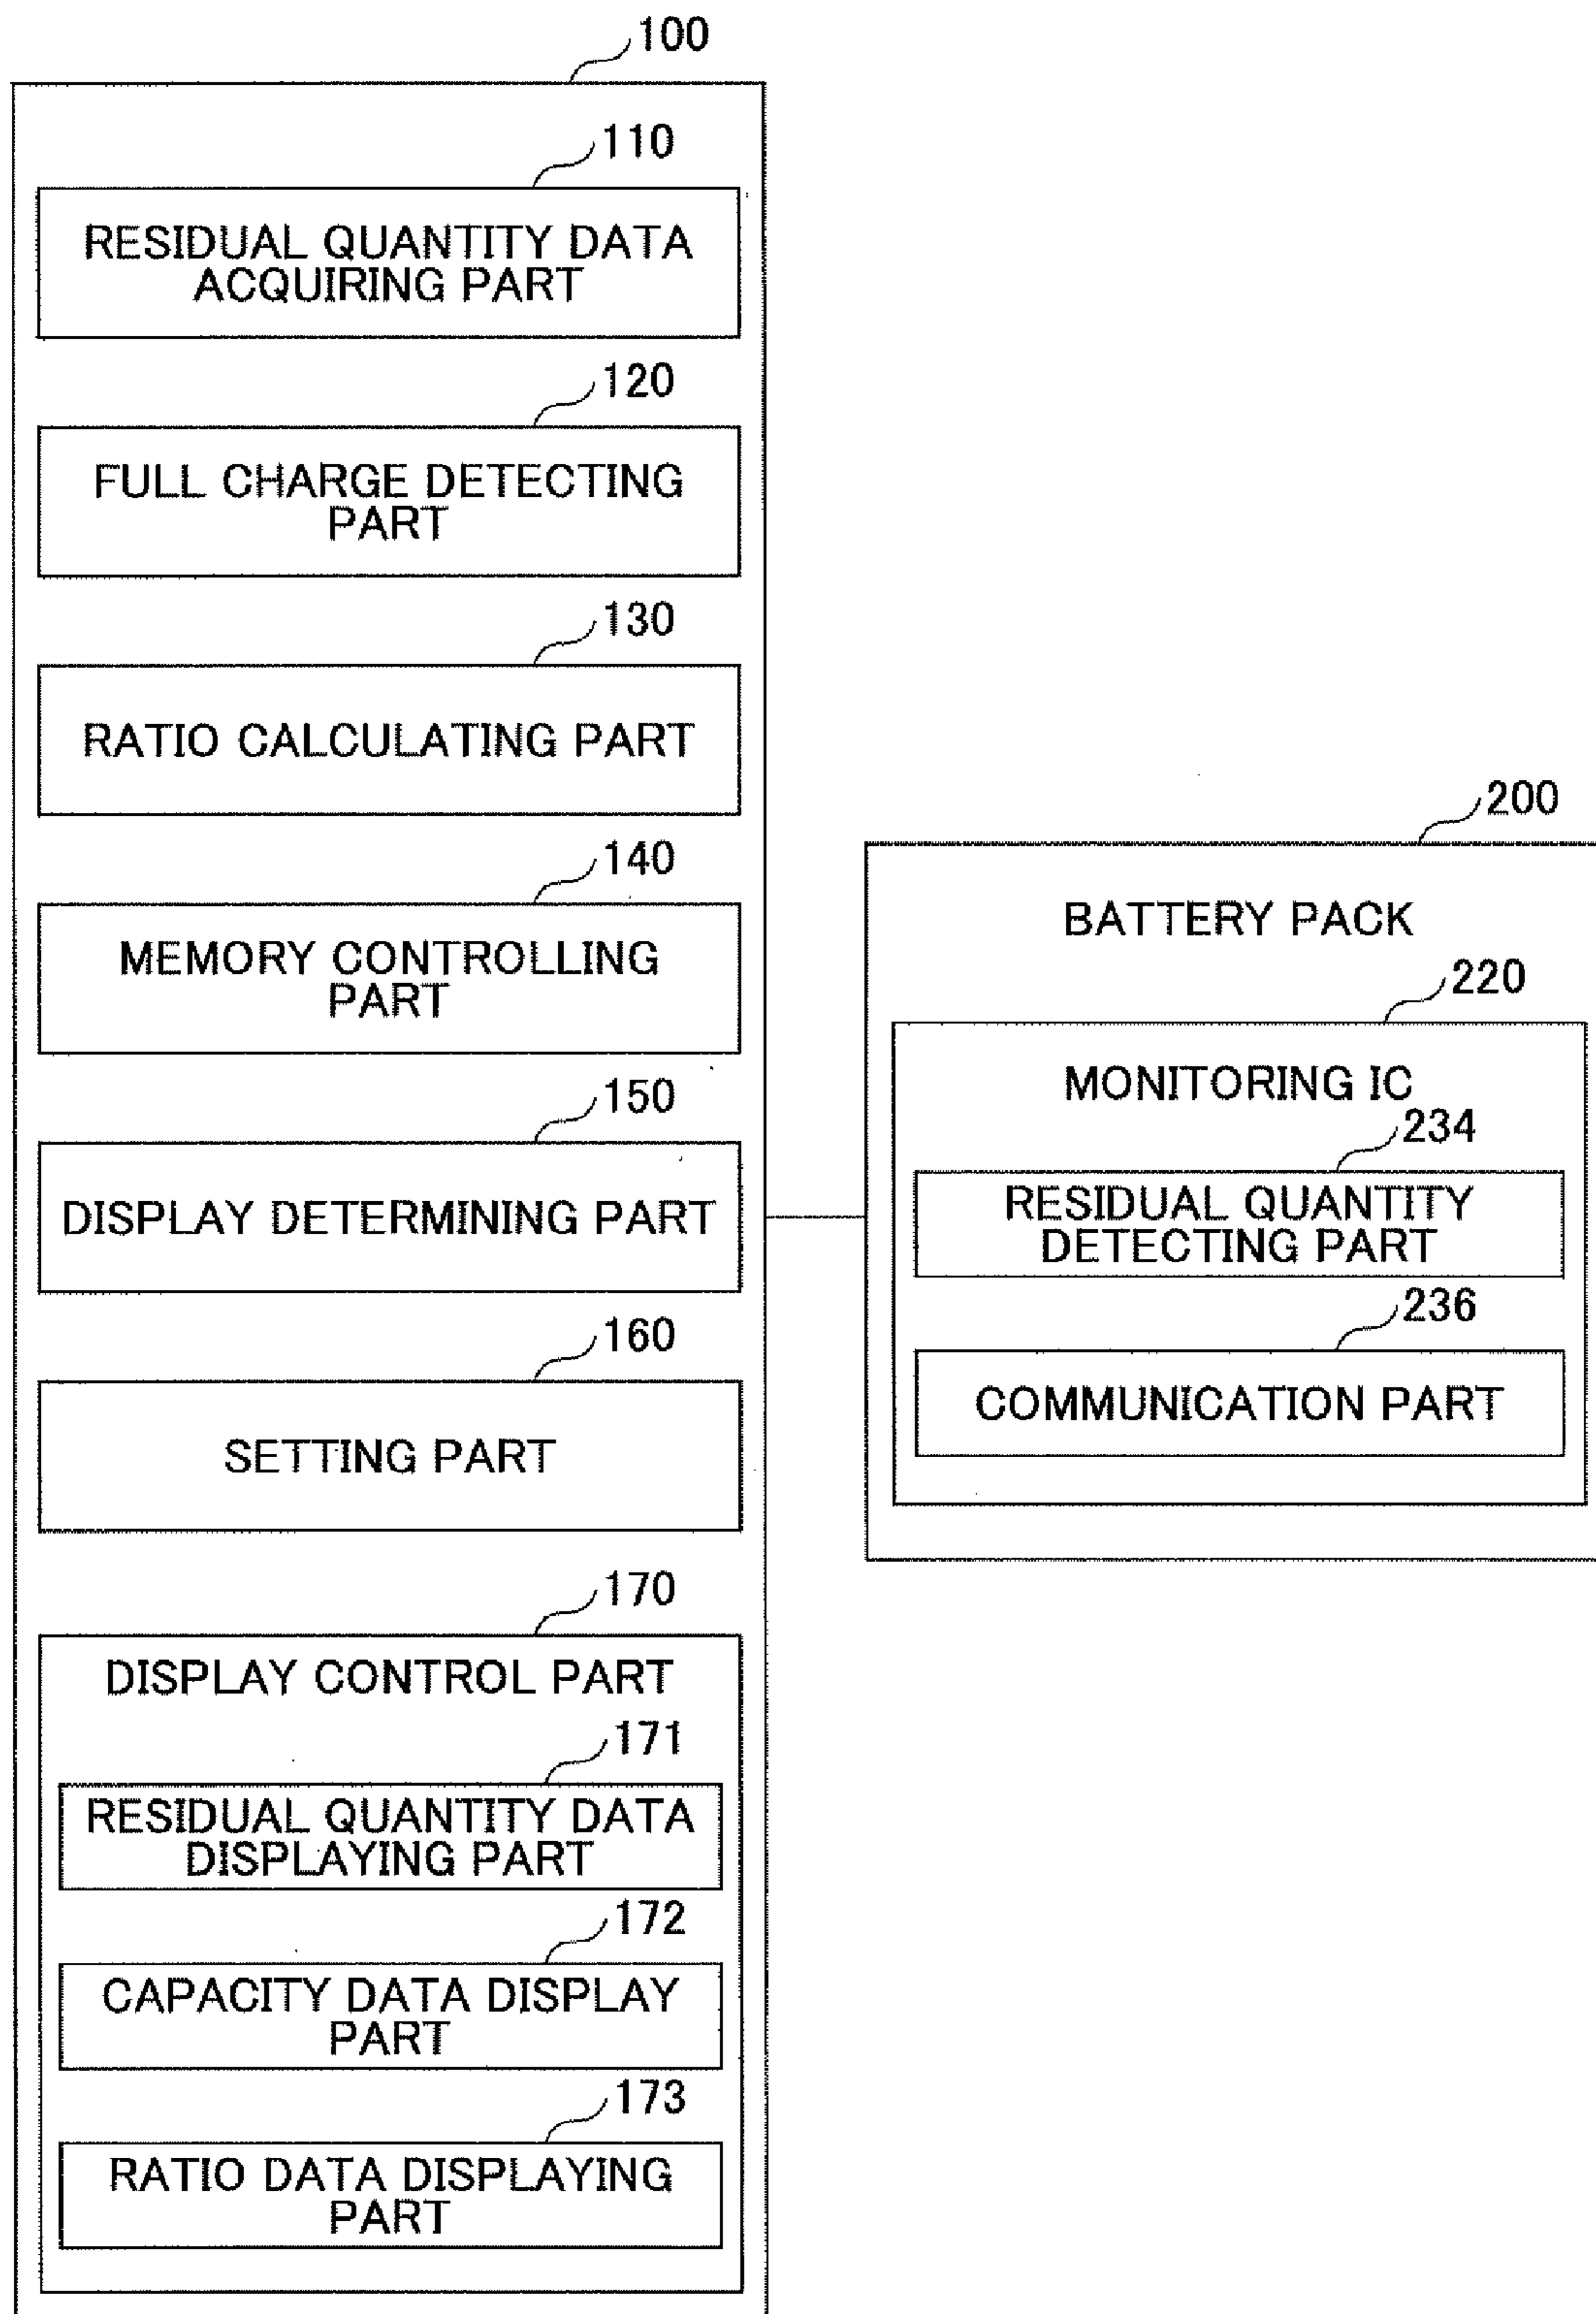 100
110
RESIDUAL QUANTITY DATA
ACQUIRING PART
120
FULL CHARGE DETECTING
PART
130
RATIO CALCULATING PART
140
MEMORY CONTROLLING
PART
150
DISPLAY DETERMINING PART
160
SETTING PART
170
DISPLAY CONTROL PART
171
RESIDUAL QUANTITY DATA
DISPLAYING PART
172
CAPACITY DATA DISPLAY
PART
173
RATIO DATA DISPLAYING
PART
200
BATTERY PACK
220
MONITORING IC
234
RESIDUAL QUANTITY
DETECTING PART
236
COMMUNICATION PART